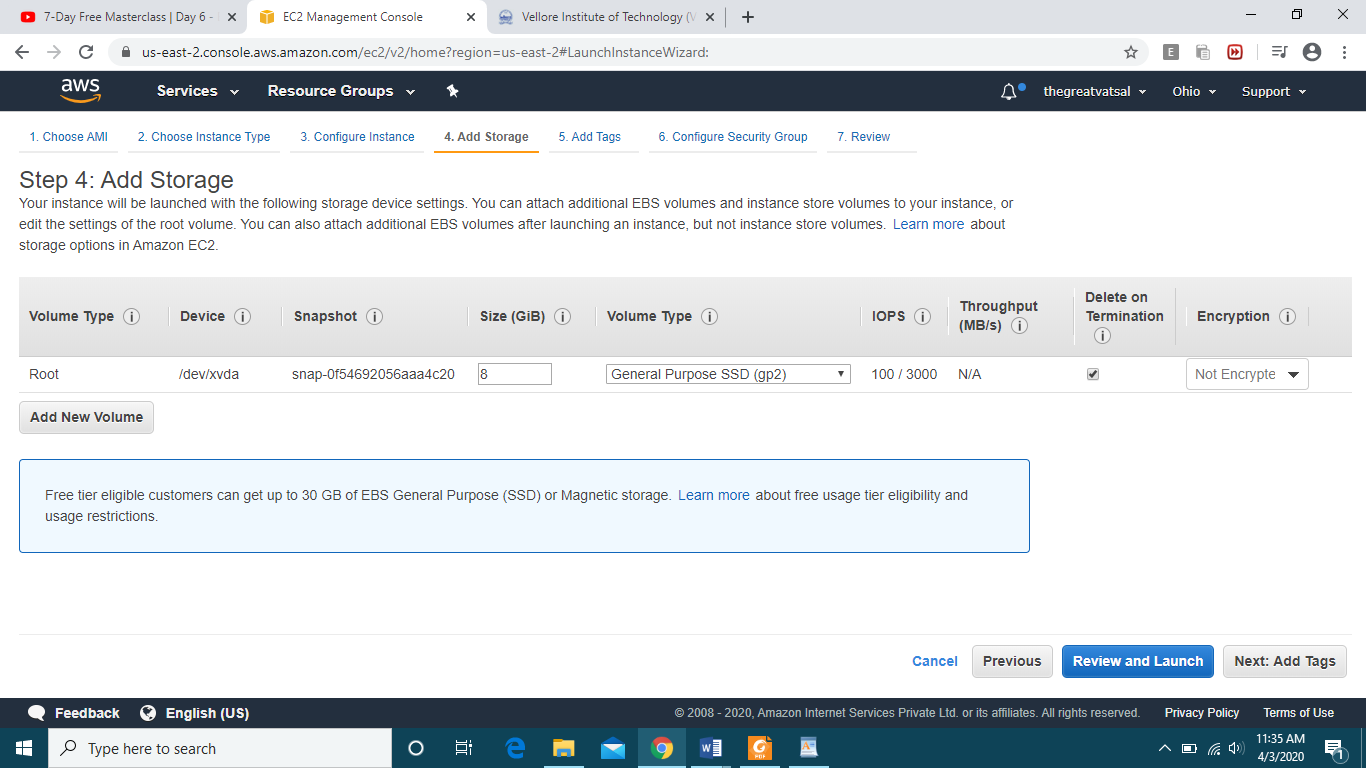 7-Day Free Masterclass | Day 6 -
EC2 Management Console
Vellore Institute of Technology (V
us-east-2.console.aws.amazon.com/ec2/v2/home?region=us-east-2#LaunchInstanceWizard:
E
aws
Services
Resource Groups
thegreatvatsal
Ohio
Support
1. Choose AMI
2. Choose Instance Type
3. Configure Instance
4. Add Storage
5. Add Tags
6. Configure Security Group
7. Review
Step 4: Add Storage
Your instance will be launched with the following storage device settings. You can attach additional EBS volumes and instance store volumes to your instance, or
edit the settings of the root volume. You can also attach additional EBS volumes after launching an instance, but not instance store volumes. Learn more about
storage options in Amazon EC2.
Volume Type i
Device i
Snapshot i
Size (GiB) i
Volume Type i
IOPS i
Throughput
(MB/s) i
Delete on
Termination
i
Encryption i
Root
/dev/xvda
snap-0f54692056aaa4c20
8
General Purpose SSD (gp2)
100 / 3000
N/A
Not Encrypte
Add New Volume
Free tier eligible customers can get up to 30 GB of EBS General Purpose (SSD) or Magnetic storage. Learn more about free usage tier eligibility and
usage restrictions.
Cancel
Previous
Review and Launch
Next: Add Tags
Feedback
English (US)
© 2008 - 2020, Amazon Internet Services Private Ltd. or its affiliates. All rights reserved.
Privacy Policy
Terms of Use
Type here to search
11:35 AM
4/3/2020
1